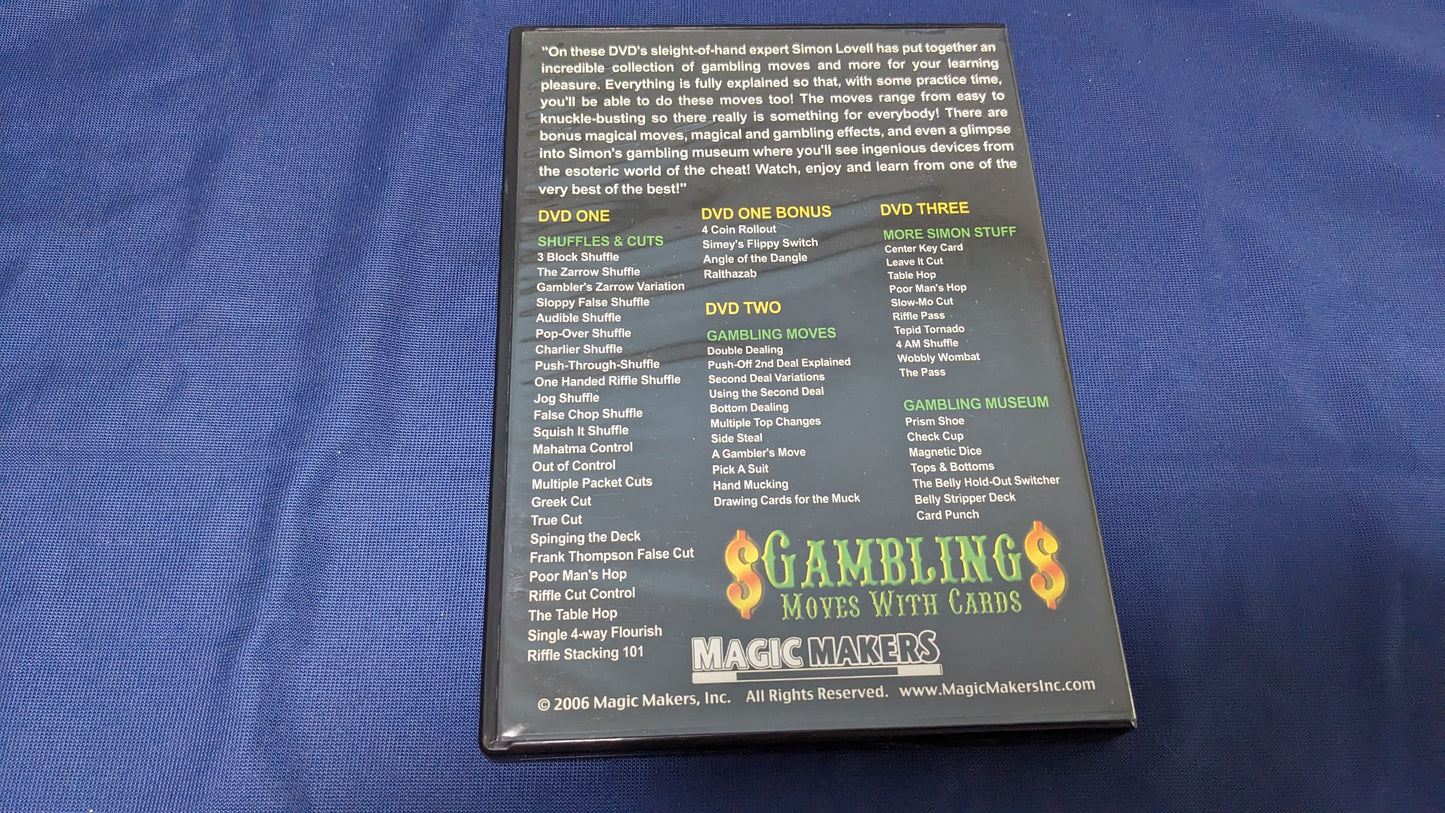 "On these DVD's sleight-of-hand expert Simon Lovell has put together an
incredible collection of gambling moves and more for your learning
pleasure. Everything is fully explained so that, with some practice time,
you'll be able to do these moves too! The moves range from easy to
knuckle-busting so there really is something for everybody! There are
bonus magical moves, magical and gambling effects, and even a glimpse
into Simon's gambling museum where you'll see ingenious devices from
the esoteric world of the cheat! Watch, enjoy and learn from one of the
very best of the best!"
DVD ONE
SHUFFLES & CUTS
3 Block Shuffle
The Zarrow Shuffle
Gambler's Zarrow Variation
Sloppy False Shuffle
Audible Shuffle
Pop-Over Shuffle
Charlier Shuffle
Push-Through-Shuffle
One Handed Riffle Shuffle
Jog Shuffle
False Chop Shuffle
Squish It Shuffle
Mahatma Control
Out of Control
Multiple Packet Cuts
Greek Cut
True Cut
Spinging the Deck
Frank Thompson False Cut
Poor Man's Hop
Riffle Cut Control
The Table Hop
Single 4-way Flourish
Riffle Stacking 101
DVD ONE BONUS
4 Coin Rollout
Simey's Flippy Switch
Angle of the Dangle
Ralthazab
DVD TWO
GAMBLING MOVES
Double Dealing
Push-Off 2nd Deal Explained
Second Deal Variations
Using the Second Deal
Bottom Dealing
Multiple Top Changes
Side Steal
A Gambler's Move
Pick A Suit
Hand Mucking
Drawing Cards for the Muck
DVD THREE
MORE SIMON STUFF
Center Key Card
Leave It Cut
Table Hop
Poor Man's Hop
Slow-Mo Cut
Riffle Pass
Tepid Tornado
4 AM Shuffle
Wobbly Wombat
The Pass
GAMBLING MUSEUM
Prism Shoe
Check Cup
Magnetic Dice
Tops & Bottoms
The Belly Hold-Out Switcher
Belly Stripper Deck
Card Punch
$GAMBLING$
MOVES WITH CARDS
MAGIC MAKERS
© 2006 Magic Makers, Inc. All Rights Reserved. www.MagicMakersInc.com